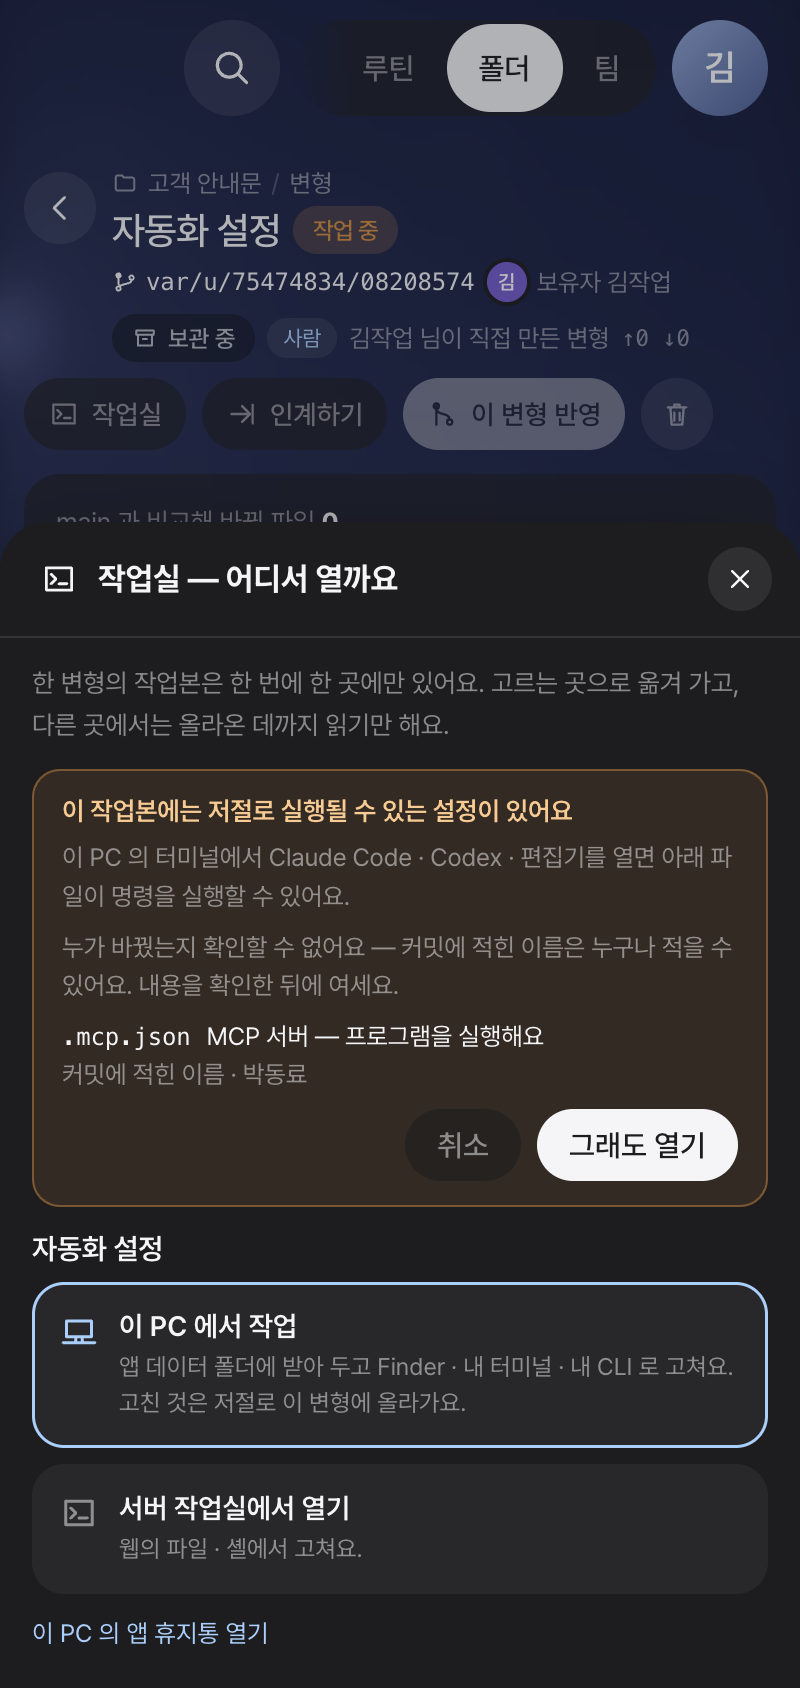 루틴 폴더 팀 김
고객 안내문 / 변형
자동화 설정 작업 중
var/u/75474834/08208574 김 보유자 김작업
보관 중 사람 김작업 님이 직접 만든 변형 ↑0 ↓0
작업실 인계하기 이 변형 반영
main 과 비교해 바뀐 파일 0
작업실 — 어디서 열까요
한 변형의 작업본은 한 번에 한 곳에만 있어요. 고르는 곳으로 옮겨 가고,
다른 곳에서는 올라온 데까지 읽기만 해요.
이 작업본에는 저절로 실행될 수 있는 설정이 있어요
이 PC 의 터미널에서 Claude Code · Codex · 편집기를 열면 아래 파
일이 명령을 실행할 수 있어요.
누가 바꿨는지 확인할 수 없어요 — 커밋에 적힌 이름은 누구나 적을 수
있어요. 내용을 확인한 뒤에 여세요.
.mcp.json MCP 서버 — 프로그램을 실행해요
커밋에 적힌 이름 · 박동료
취소 그래도 열기
자동화 설정
이 PC 에서 작업
앱 데이터 폴더에 받아 두고 Finder · 내 터미널 · 내 CLI 로 고쳐요.
고친 것은 저절로 이 변형에 올라가요.
서버 작업실에서 열기
웹의 파일 · 셸에서 고쳐요.
이 PC 의 앱 휴지통 열기